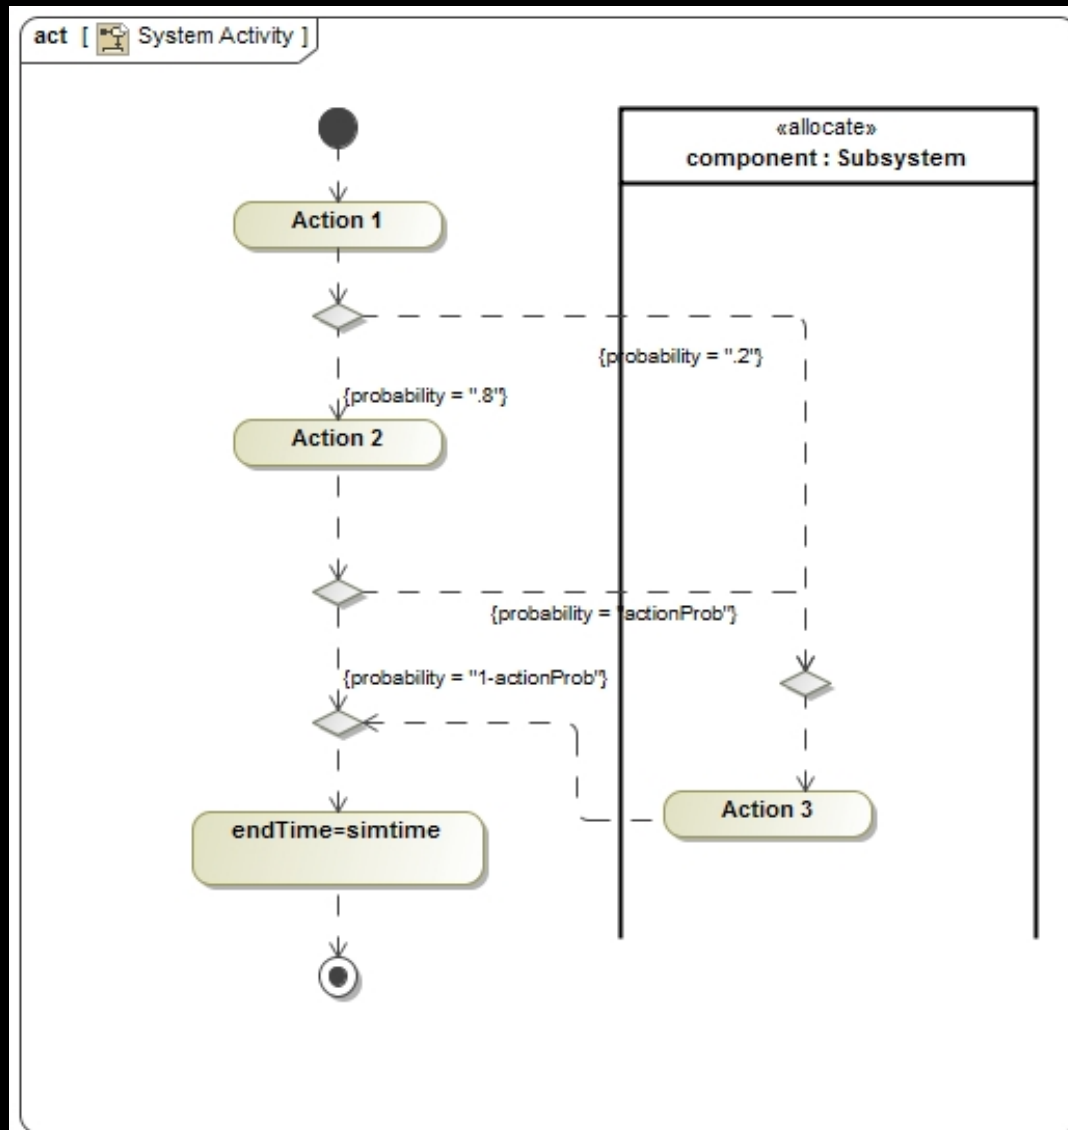 act [ System Activity ]
«allocate»
component : Subsystem
Action 1
{probability = ".2"}
{probability = ".8"}
Action 2
{probability = "actionProb"}
{probability = "1-actionProb"}
Action 3
endTime=simtime